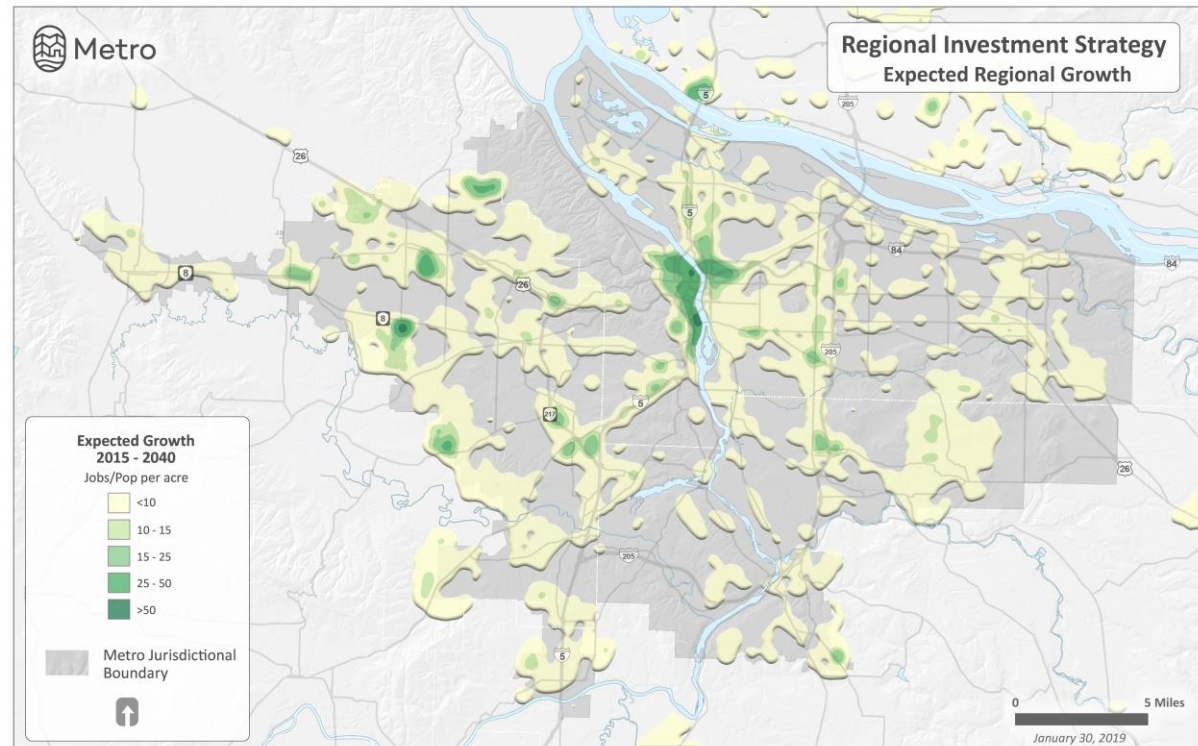 Metro
Regional Investment Strategy
Expected Regional Growth
5
205
26
5
84
84
8
26
8
205
217
5
26
205
5
Expected Growth
2015 - 2040
Jobs/Pop per acre
<10
10 - 15
15 - 25
25 - 50
>50
Metro Jurisdictional
Boundary
0 5 Miles
January 30, 2019